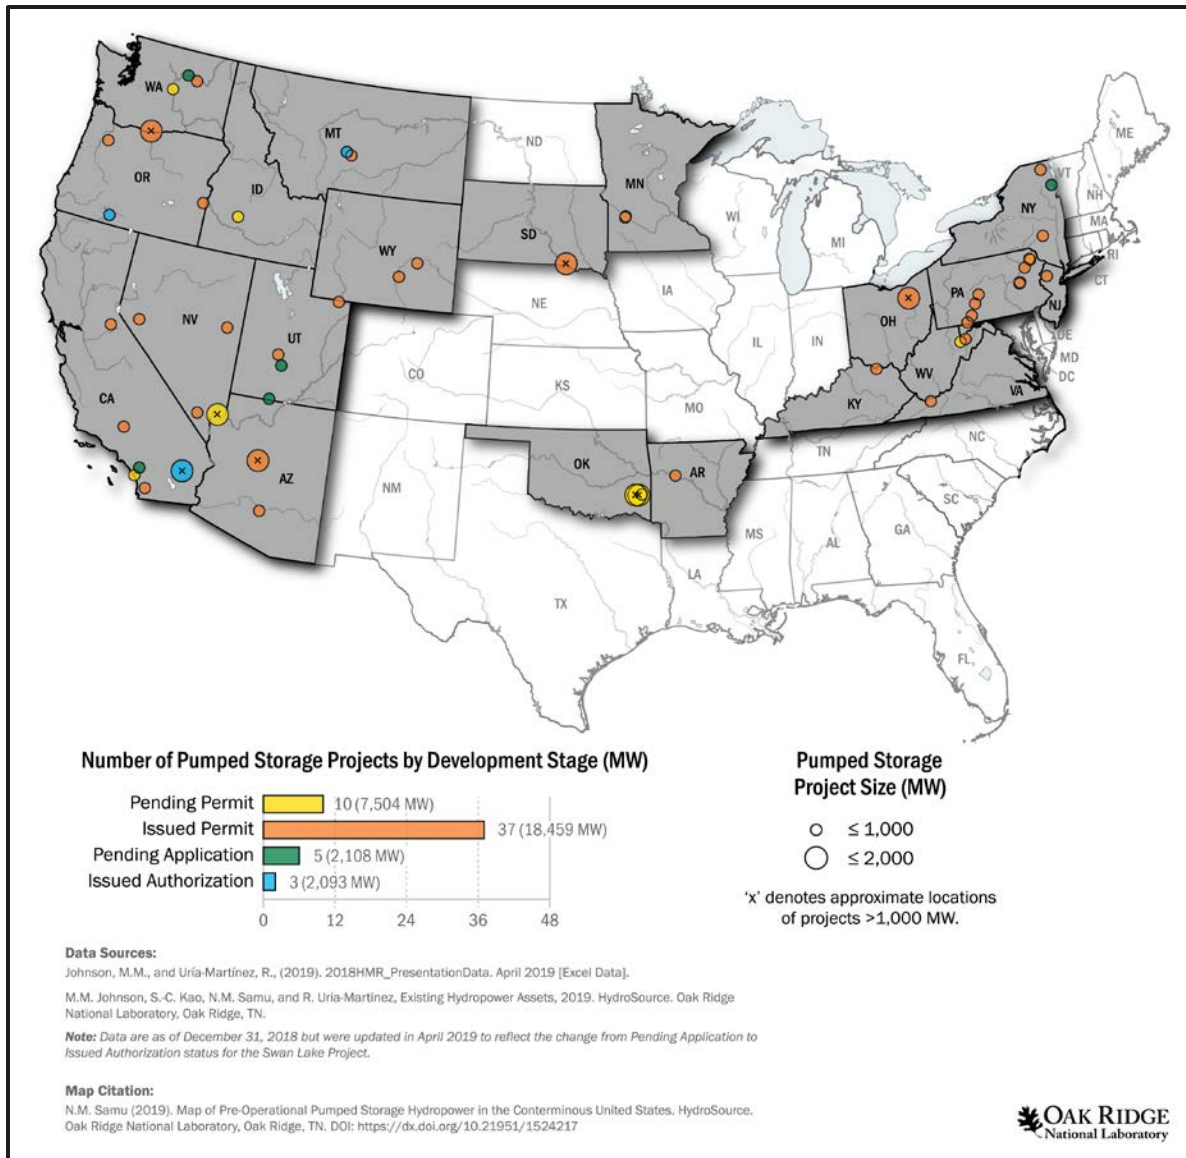 WA
MT
ND
MN
OR
ID
SD
WY
WI
MI
NY
VT
NH
ME
MA
RI
CT
NV
UT
NE
IA
PA
NJ
OH
IL
IN
DE
MD
DC
CO
KS
MO
WV
VA
KY
CA
AZ
NM
OK
AR
TN
NC
SC
TX
LA
MS
AL
GA
FL
Number of Pumped Storage Projects by Development Stage (MW)
Pending Permit 10 (7,504 MW)
Issued Permit 37 (18,459 MW)
Pending Application 5 (2,108 MW)
Issued Authorization 3 (2,093 MW)
0 12 24 36 48
Pumped Storage
Project Size (MW)
≤ 1,000
≤ 2,000
'x' denotes approximate locations
of projects >1,000 MW.
Data Sources:
Johnson, M.M., and Uría-Martínez, R., (2019). 2018HMR_PresentationData. April 2019 [Excel Data].
M.M. Johnson, S.-C. Kao, N.M. Samu, and R. Uria-Martinez, Existing Hydropower Assets, 2019. HydroSource. Oak Ridge
National Laboratory, Oak Ridge, TN.
Note: Data are as of December 31, 2018 but were updated in April 2019 to reflect the change from Pending Application to
Issued Authorization status for the Swan Lake Project.
Map Citation:
N.M. Samu (2019). Map of Pre-Operational Pumped Storage Hydropower in the Conterminous United States. HydroSource.
Oak Ridge National Laboratory, Oak Ridge, TN. DOI: https://dx.doi.org/10.21951/1524217
OAK RIDGE
National Laboratory